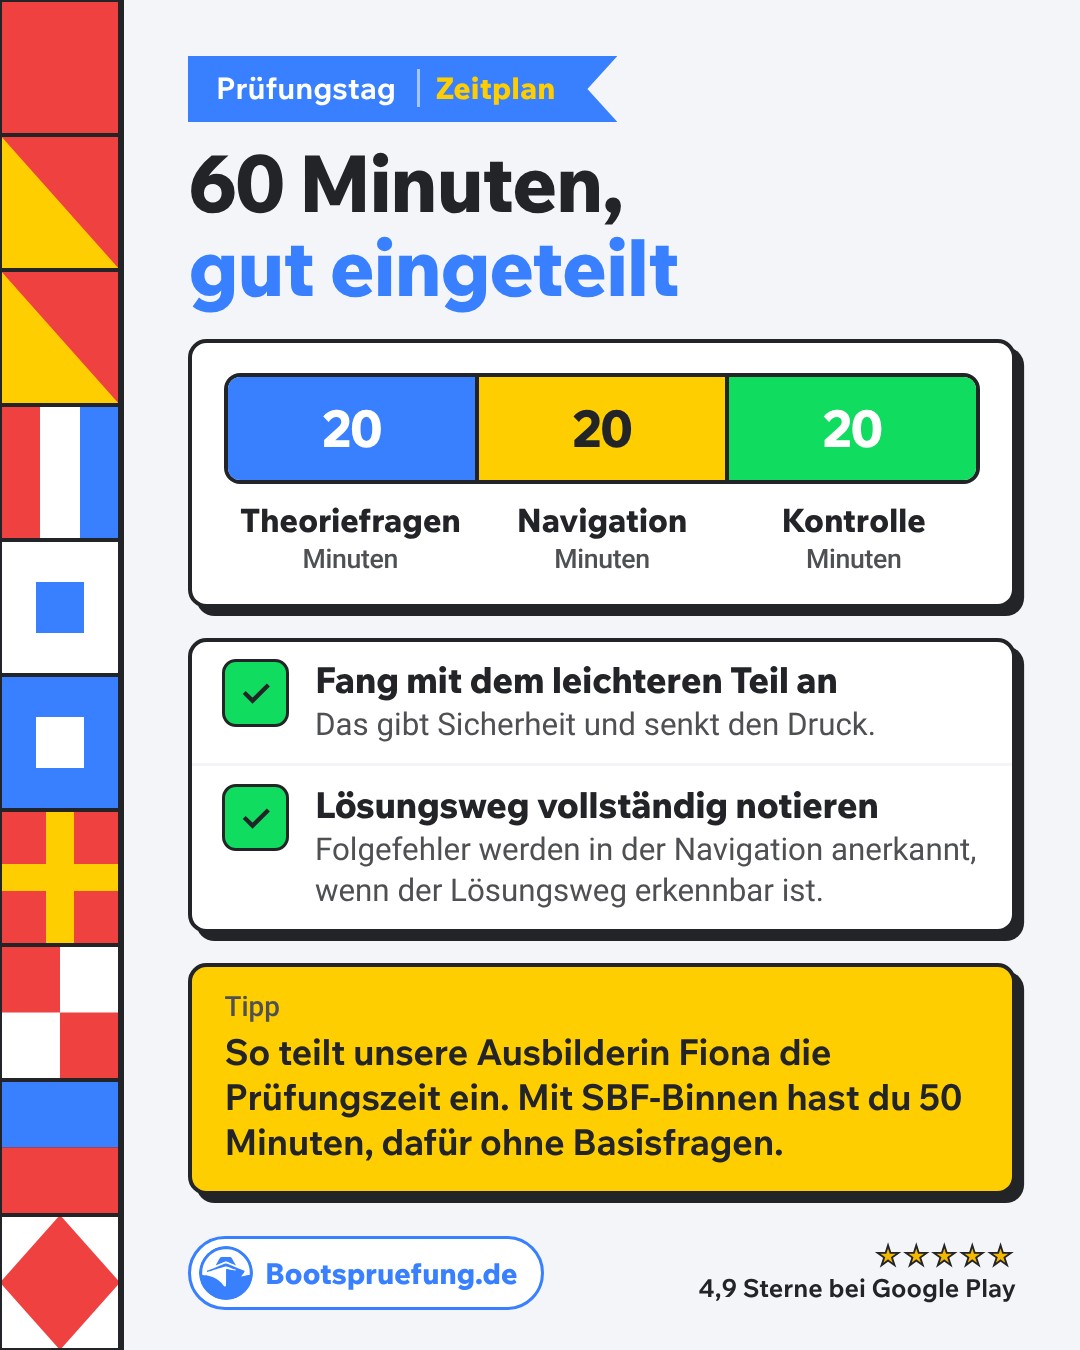 Prüfungstag | Zeitplan
60 Minuten,
gut eingeteilt
20 20 20
Theoriefragen Navigation Kontrolle
Minuten Minuten Minuten
Fang mit dem leichteren Teil an
Das gibt Sicherheit und senkt den Druck.
Lösungsweg vollständig notieren
Folgefehler werden in der Navigation anerkannt,
wenn der Lösungsweg erkennbar ist.
Tipp
So teilt unsere Ausbilderin Fiona die
Prüfungszeit ein. Mit SBF-Binnen hast du 50
Minuten, dafür ohne Basisfragen.
Bootspruefung.de
4,9 Sterne bei Google Play